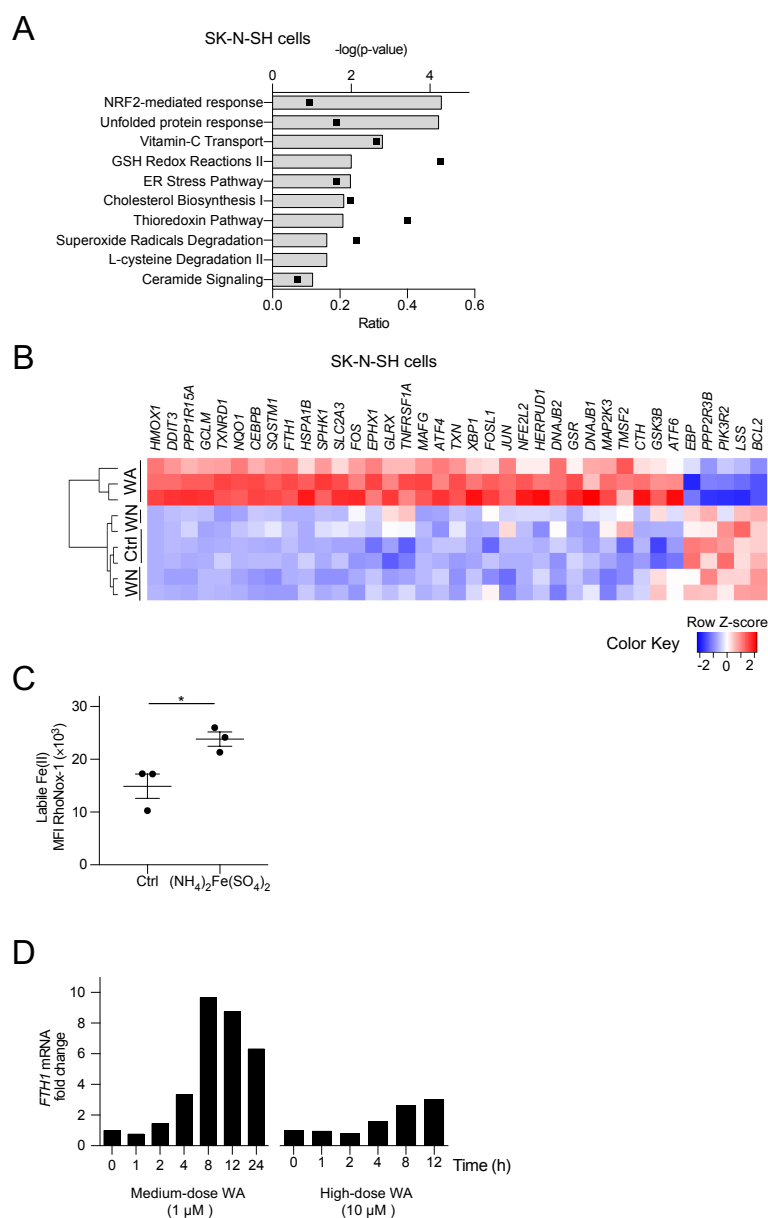 A
SK-N-SH cells
-log(p-value)
0 2 4
NRF2-mediated response
Unfolded protein response
Vitamin-C Transport
GSH Redox Reactions II
ER Stress Pathway
Cholesterol Biosynthesis I
Thioredoxin Pathway
Superoxide Radicals Degradation
L-cysteine Degradation II
Ceramide Signaling
0.0 0.2 0.4 0.6
Ratio
B
SK-N-SH cells
HMOX1 DDIT3 PPP1R15A GCLM TXNRD1 NQO1 CEBPB SQSTM1 FTH1 HSPA1B SPHK1 SLC2A3 FOS EPHX1 GLRX TNFRSF1A MAFG ATF4 TXN XBP1 FOSL1 JUN NFE2L2 HERPUD1 DNAJB2 GSR DNAJB1 MAP2K3 TMSF2 CTH GSK3B ATF6 EBP PPP2R3B PIK3R2 LSS BCL2
WA
WN
Ctrl
WN
Row Z-score
Color Key
-2 0 2
C
Labile Fe(II)
MFI RhoNox-1 (×10³)
30
20
10
0
*
Ctrl (NH₄)₂Fe(SO₄)₂
D
FTH1 mRNA
fold change
10
8
6
4
2
0
0 1 2 4 8 12 24 0 1 2 4 8 12 Time (h)
Medium-dose WA High-dose WA
(1 µM ) (10 µM )